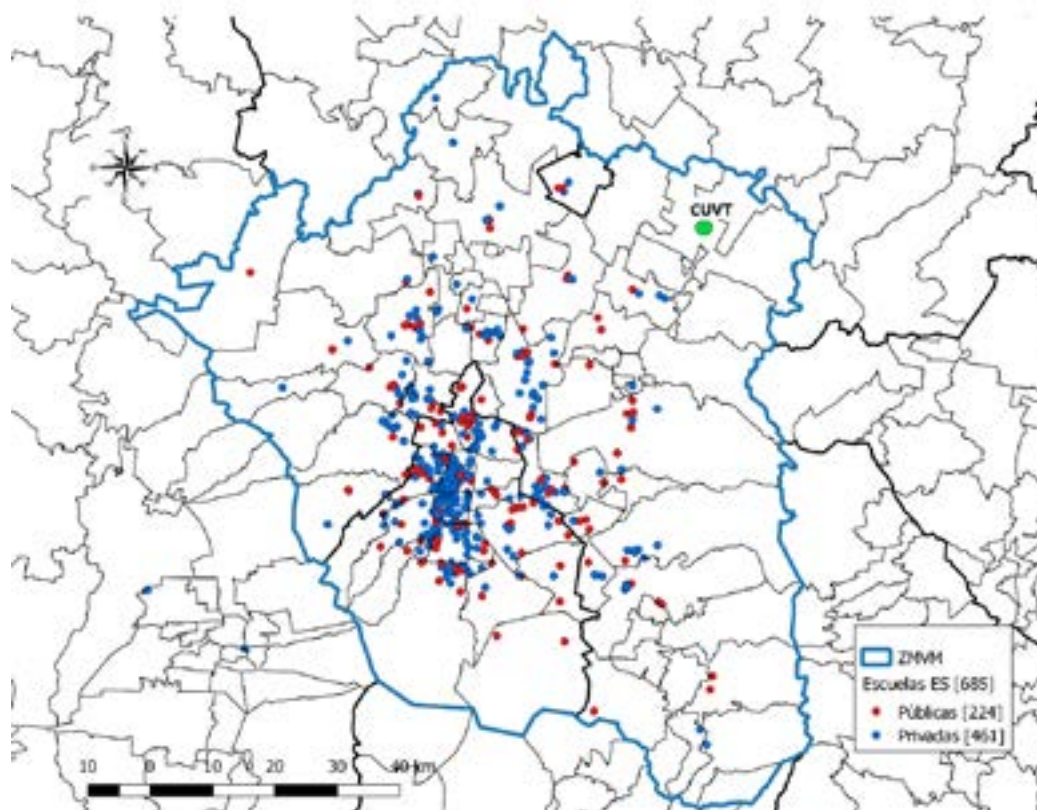 CUVT
ZMVM
Escuelas ES [685]
Públicas [224]
Privadas [461]
10 0 10 20 30 40 km